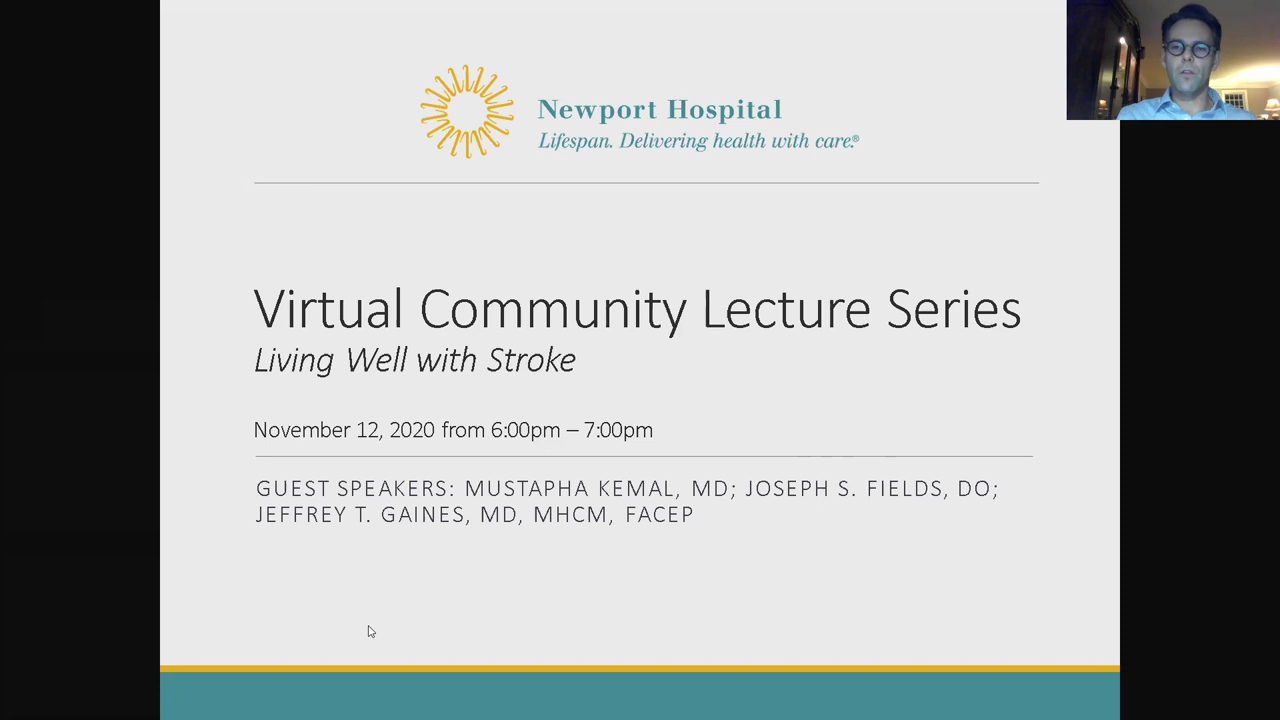 Newport Hospital
Lifespan. Delivering health with care.®
Virtual Community Lecture Series
Living Well with Stroke
November 12, 2020 from 6:00pm – 7:00pm
GUEST SPEAKERS: MUSTAPHA KEMAL, MD; JOSEPH S. FIELDS, DO;
JEFFREY T. GAINES, MD, MHCM, FACEP